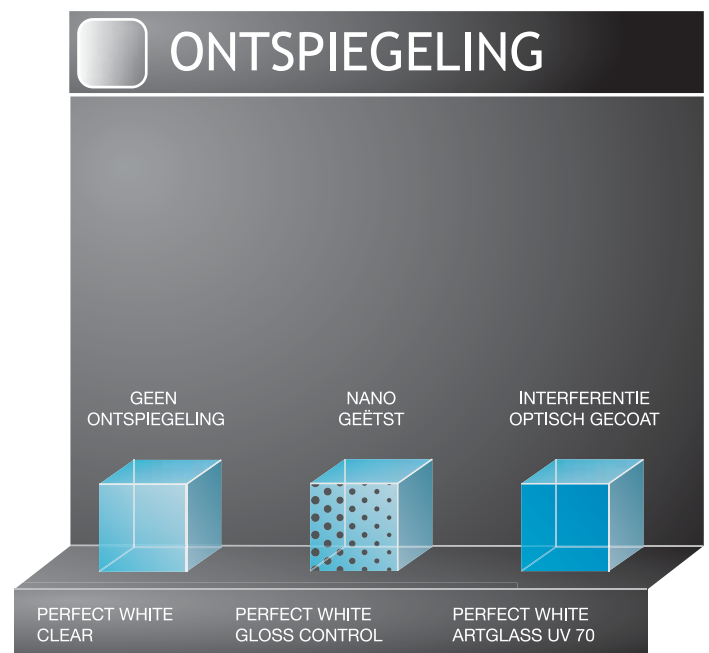 ONTSPIEGELING
GEEN
ONTSPIEGELING
NANO
GEËTST
INTERFERENTIE
OPTISCH GECOAT
PERFECT WHITE
CLEAR
PERFECT WHITE
GLOSS CONTROL
PERFECT WHITE
ARTGLASS UV 70